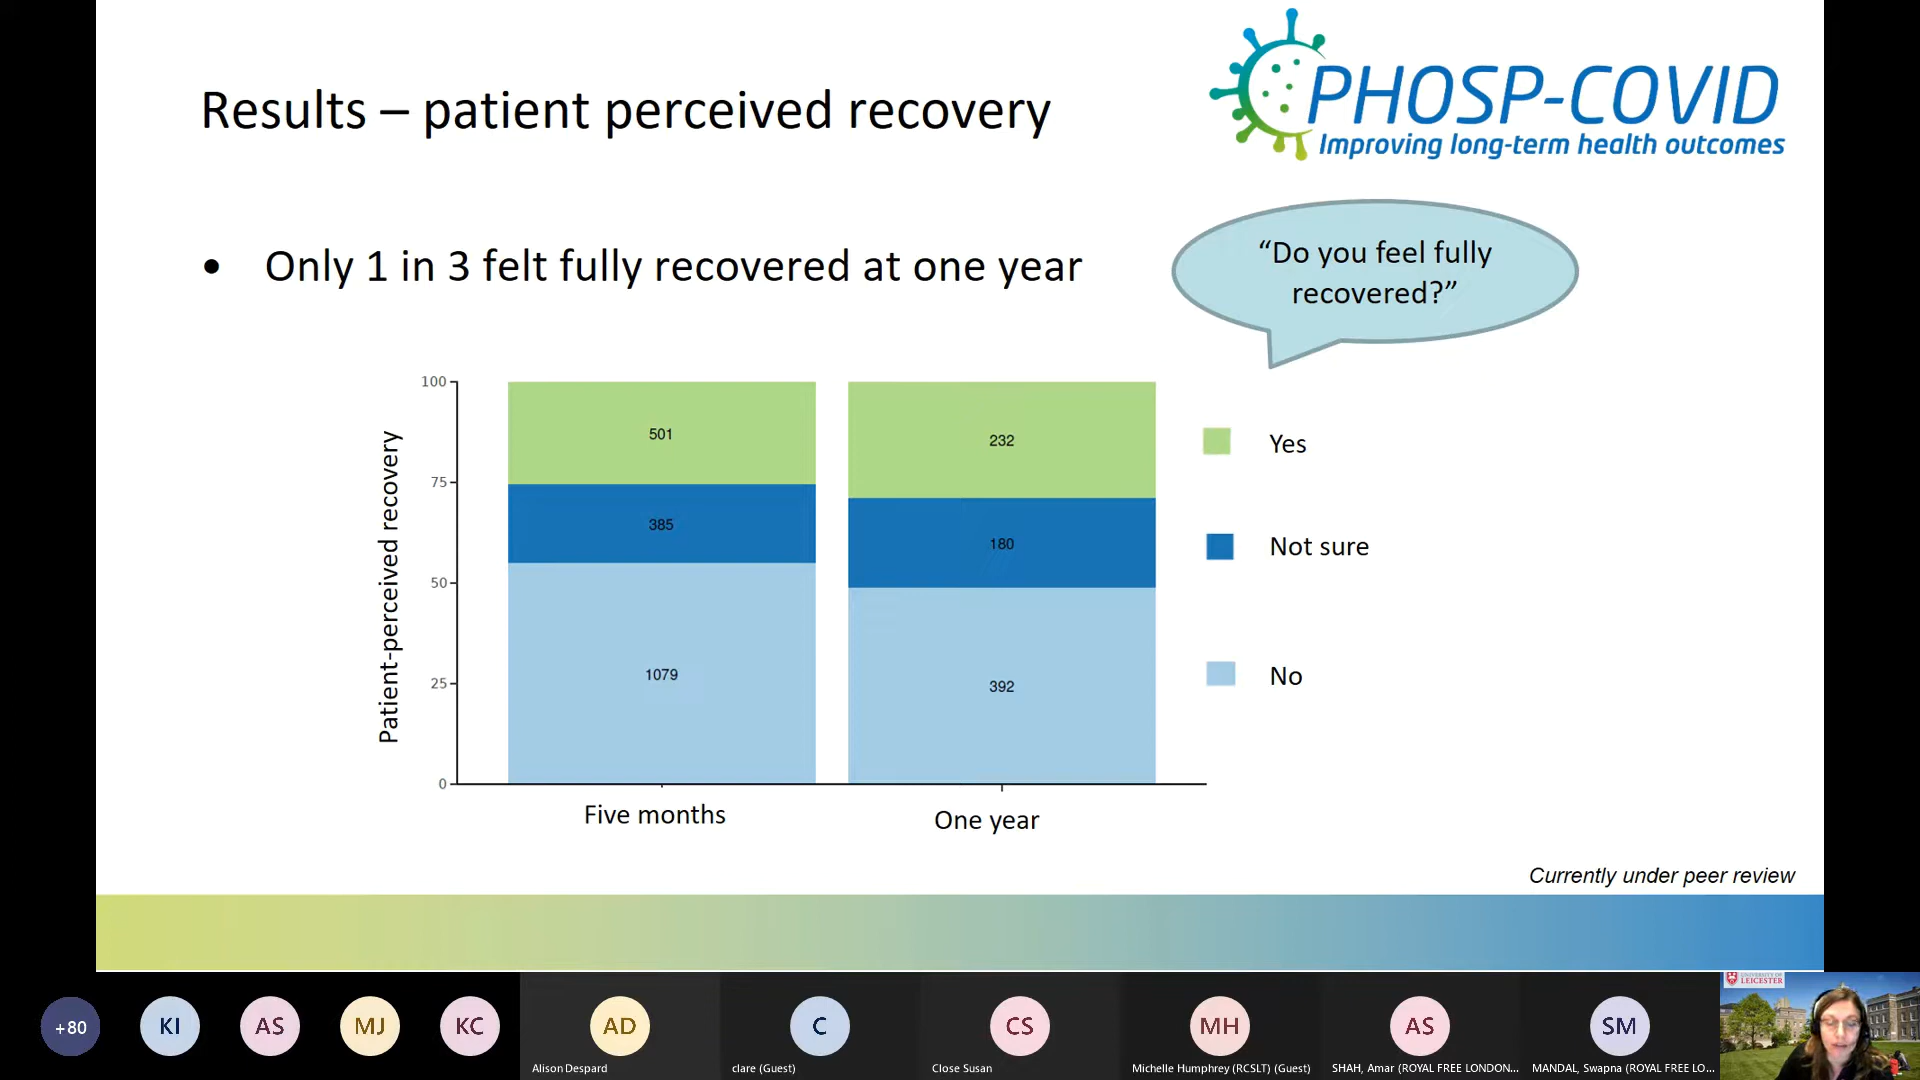 Results – patient perceived recovery
PHOSP-COVID
Improving long-term health outcomes
• Only 1 in 3 felt fully recovered at one year
“Do you feel fully
recovered?”
Patient-perceived recovery
100
75
50
25
0
501
385
1079
232
180
392
Five months
One year
Yes
Not sure
No
Currently under peer review
+80
KI
AS
MJ
KC
AD
Alison Despard
C
clare (Guest)
CS
Close Susan
MH
Michelle Humphrey (RCSLT) (Guest)
AS
SHAH, Amar (ROYAL FREE LONDON...
SM
MANDAL, Swapna (ROYAL FREE LO...
UNIVERSITY OF
LEICESTER